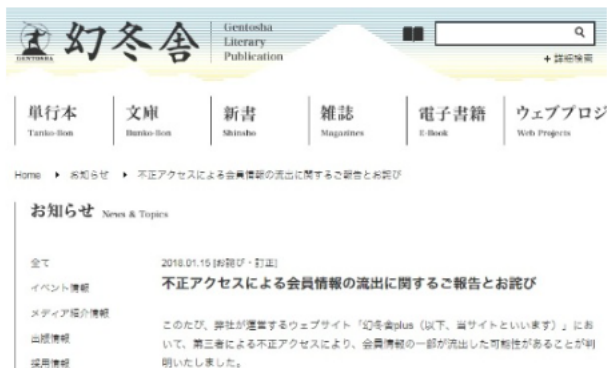 幻冬舎
GENTOSHA
Gentosha
Literary
Publication
+ 詳細検索
単行本
Tanko-Bon
文庫
Bunko-Bon
新書
Shinsho
雑誌
Magazines
電子書籍
E-Book
ウェブプロジ
Web Projects
Home ▶ お知らせ ▶ 不正アクセスによる会員情報の流出に関するご報告とお詫び
お知らせ News & Topics
全て
イベント情報
メディア紹介情報
出版情報
採用情報
2018.01.15 [お詫び・訂正]
不正アクセスによる会員情報の流出に関するご報告とお詫び
このたび、弊社が運営するウェブサイト「幻冬舎plus（以下、当サイトといいます）」にお
いて、第三者による不正アクセスにより、会員情報の一部が流出した可能性があることが判
明いたしました。